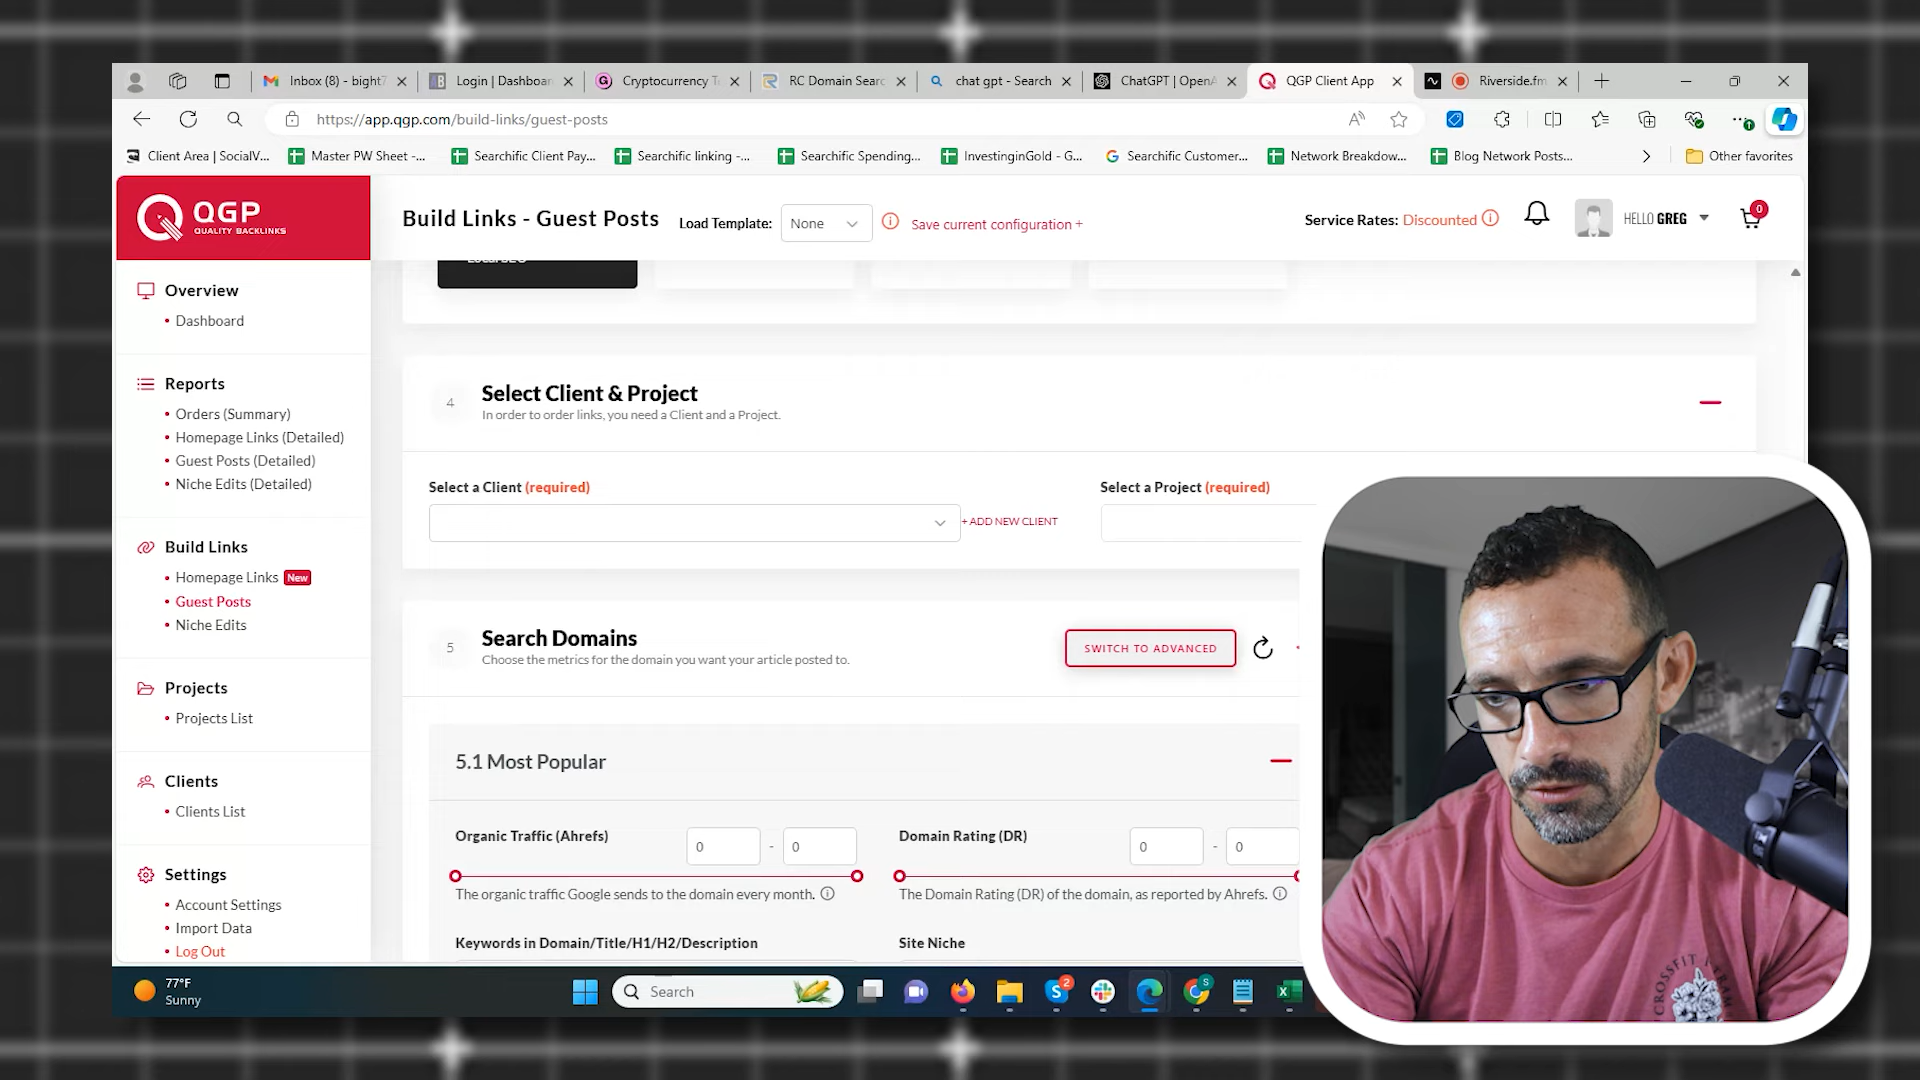 Inbox (8) - bight7
Login | Dashboar
Cryptocurrency T
RC Domain Searc
chat gpt - Search
ChatGPT | OpenA
QGP Client App
Riverside.fm
https://app.qgp.com/build-links/guest-posts
Client Area | SocialV...
Master PW Sheet -...
Searchific Client Pay...
Searchific linking -...
Searchific Spending...
InvestinginGold - G...
Searchific Customer...
Network Breakdow...
Blog Network Posts...
Other favorites
QGP
QUALITY BACKLINKS
Build Links - Guest Posts
Load Template:
None
Save current configuration +
Service Rates: Discounted
HELLO GREG
0
Overview
Dashboard
Reports
Orders (Summary)
Homepage Links (Detailed)
Guest Posts (Detailed)
Niche Edits (Detailed)
Build Links
Homepage Links New
Guest Posts
Niche Edits
Projects
Projects List
Clients
Clients List
Settings
Account Settings
Import Data
Log Out
Local SEO
4
Select Client & Project
In order to order links, you need a Client and a Project.
Select a Client (required)
+ ADD NEW CLIENT
Select a Project (required)
5
Search Domains
Choose the metrics for the domain you want your article posted to.
SWITCH TO ADVANCED
5.1 Most Popular
Organic Traffic (Ahrefs)
0 - 0
The organic traffic Google sends to the domain every month.
Domain Rating (DR)
0 - 0
The Domain Rating (DR) of the domain, as reported by Ahrefs.
Keywords in Domain/Title/H1/H2/Description
Site Niche
77°F
Sunny
Search
2
S
CROSSFIT